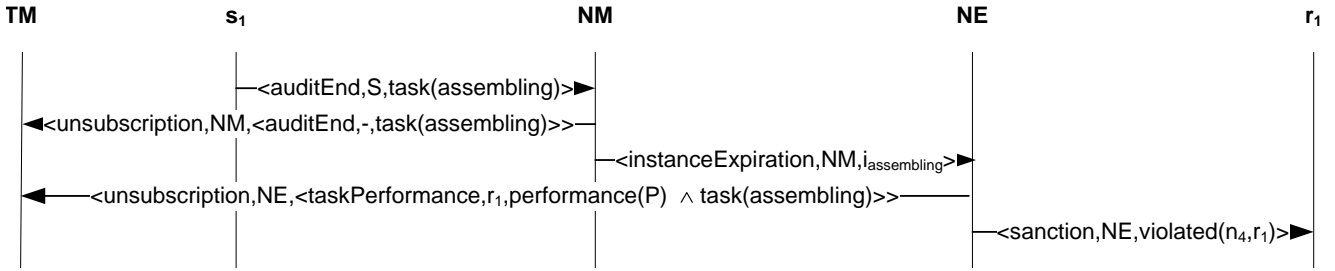 TM s₁ NM NE r₁
<auditEnd,S,task(assembling)>
<unsubscription,NM,<auditEnd,-,task(assembling)>>
<instanceExpiration,NM,i_assembling>
<unsubscription,NE,<taskPerformance,r₁,performance(P) ∧ task(assembling)>>
<sanction,NE,violated(n₄,r₁)>